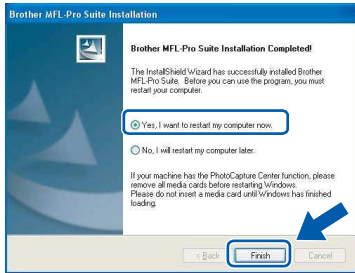 Brother MFL-Pro Suite Installation
Brother MFL-Pro Suite Installation Completed!
The InstallShield Wizard has successfully installed Brother
MFL-Pro Suite. Before you can use the program, you must
restart your computer.
Yes, I want to restart my computer now.
No, I will restart my computer later.
If your machine has the PhotoCapture Center function, please
remove all media cards before restarting Windows.
Please do not insert a media card until Windows has finished
loading.
< Back Finish Cancel